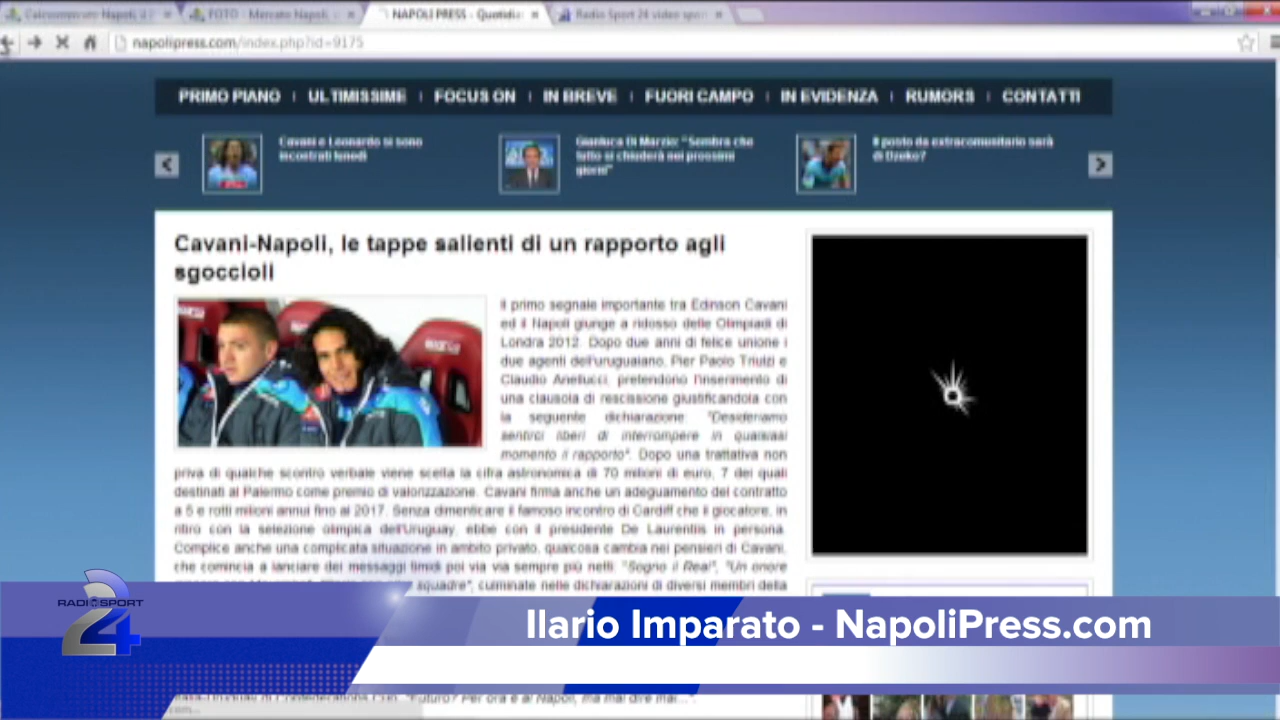 FOTO - Mercato Napoli,
NAPOLI PRESS - Quotidia
Radio Sport 24 video spor
napolipress.com/index.php?id=9175
PRIMO PIANO | ULTIMISSIME | FOCUS ON | IN BREVE | FUORI CAMPO | IN EVIDENZA | RUMORS | CONTATTI
Cavani e Leonardo si sono
incontrati lunedì
Gianluca Di Marzio: "Sembra che
tutto si chiuderà nei prossimi
giorni"
Il posto da extracomunitario sarà
di Dzeko?
Cavani-Napoli, le tappe salienti di un rapporto agli
sgoccioli
Il primo segnale importante tra Edinson Cavani
ed il Napoli giunge a ridosso delle Olimpiadi di
Londra 2012. Dopo due anni di felice unione i
due agenti dell'uruguaiano, Pier Paolo Triulzi e
Claudio Anellucci, pretendono l'inserimento di
una clausola di rescissione giustificandola con
la seguente dichiarazione: "Desideriamo
sentirci liberi di interrompere in qualsiasi
momento il rapporto". Dopo una trattativa non
priva di qualche scontro verbale viene scelta la cifra astronomica di 70 milioni di euro, 7 dei quali
destinati al Palermo come premio di valorizzazione. Cavani firma anche un adeguamento del contratto
a 5 e rotti milioni annui fino al 2017. Senza dimenticare il famoso incontro di Cardiff che il giocatore, in
ritiro con la selezione olimpica dell'Uruguay, ebbe con il presidente De Laurentiis in persona.
Complice anche una complicata situazione in ambito privato, qualcosa cambia nei pensieri di Cavani,
che comincia a lanciare dei messaggi timidi poi via via sempre più netti: "Sogno il Real", "Un onore
squadre", culminate nelle dichiarazioni di diversi membri della
RADIOSPORT
24
Ilario Imparato - NapoliPress.com
"Futuro? Per ora è al Napoli, ma mai dire mai...".